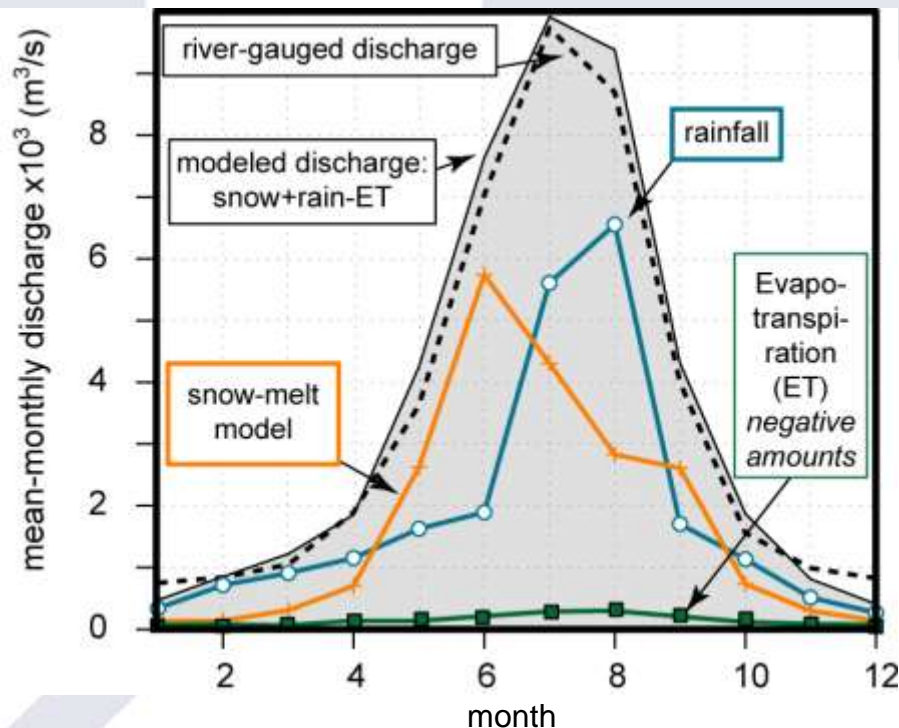 mean-monthly discharge x10³ (m³/s)
river-gauged discharge
modeled discharge:
snow+rain-ET
rainfall
Evapo-
transpi-
ration
(ET)
negative
amounts
snow-melt
model
8
6
4
2
0
2 4 6 8 10 12
month